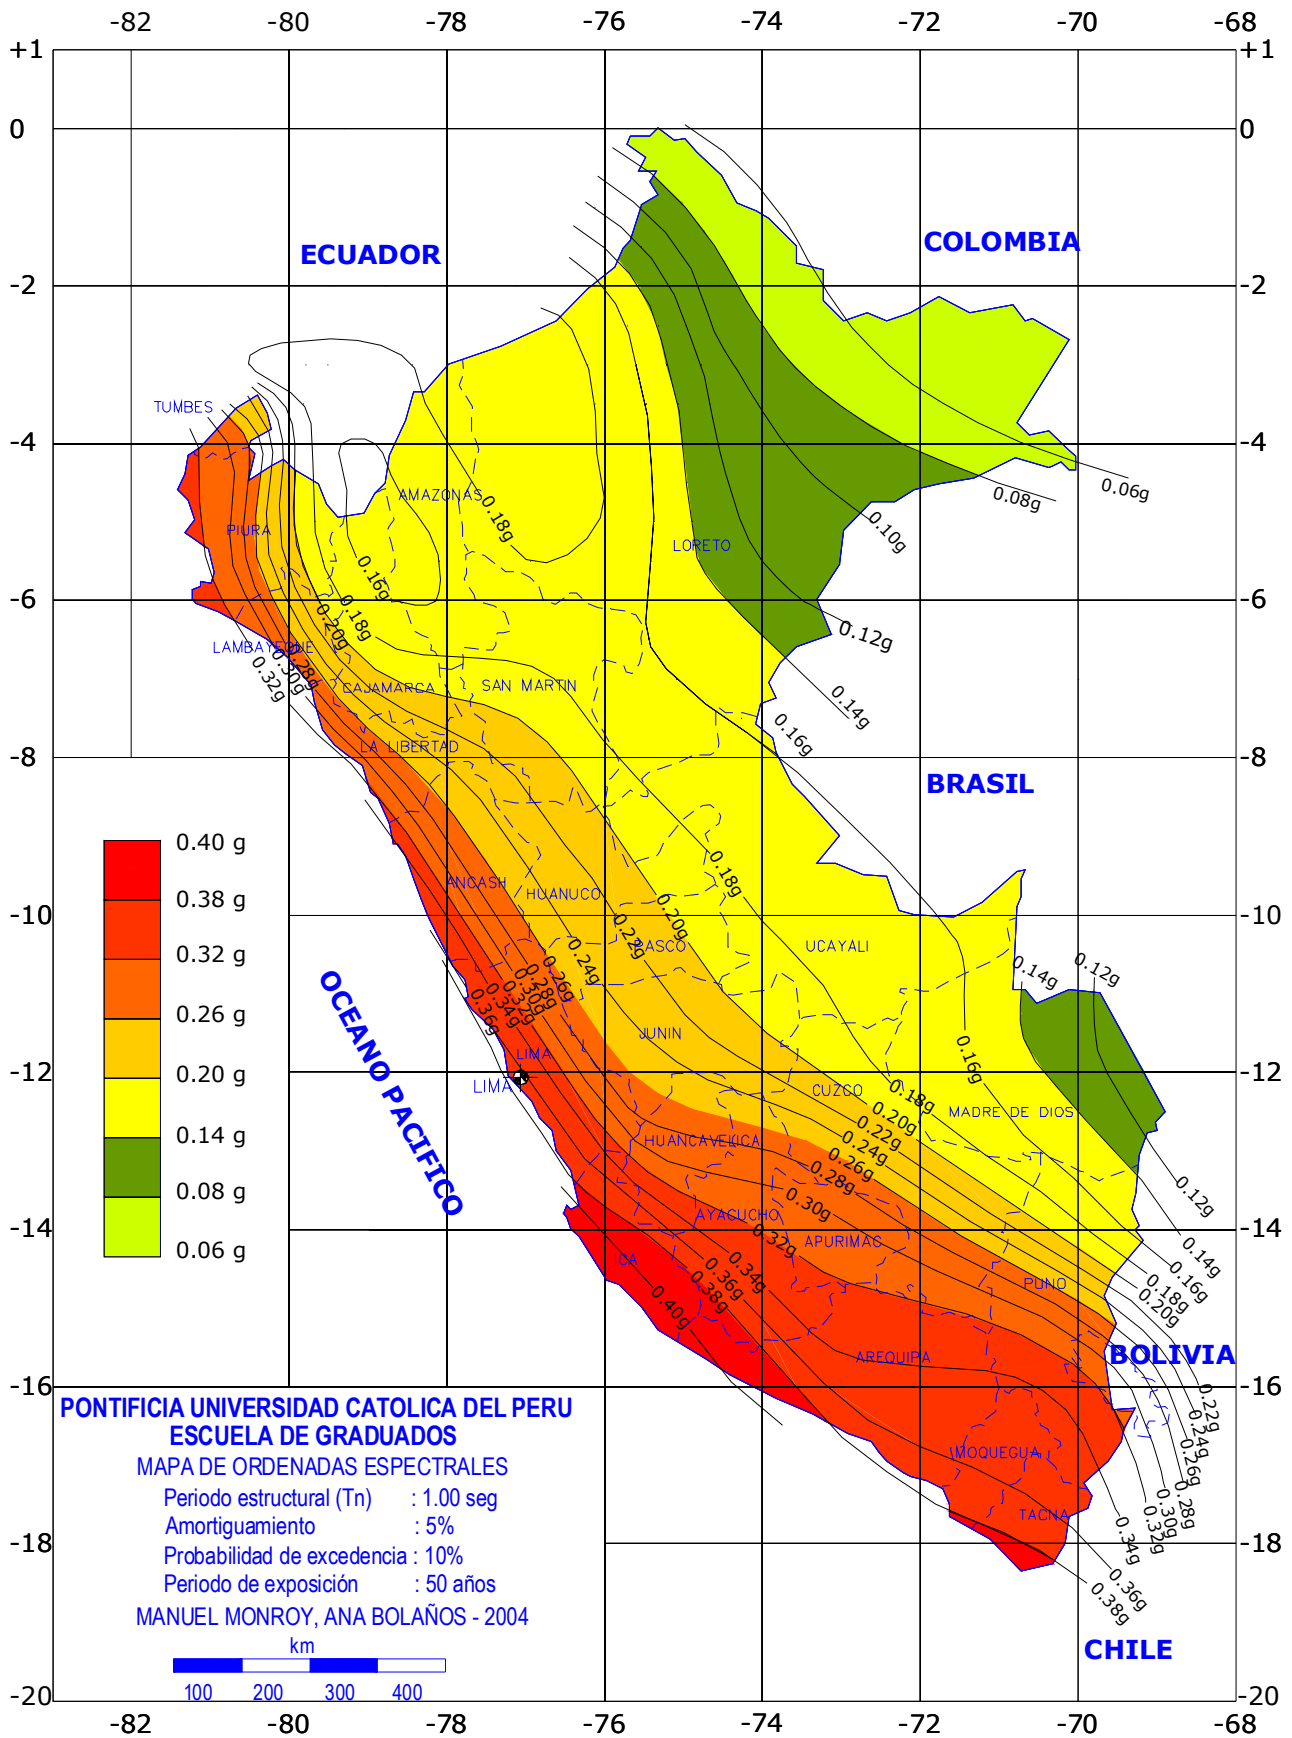 -82 -80 -78 -76 -74 -72 -70 -68
+1 +1
0 0
COLOMBIA
ECUADOR
-2 -2
TUMBES
-4 -4
AMAZONAS
0.18g
0.08g
0.06g
0.10g
PIURA
LORETO
0.16g
-6 -6
0.18g
0.20g
0.12g
LAMBAYEQUE
0.28g
0.30g
0.32g
CAJAMARCA
SAN MARTIN
0.14g
0.16g
LA LIBERTAD
-8 -8
BRASIL
0.40 g
0.38 g
0.32 g
0.26 g
0.20 g
0.14 g
0.08 g
0.06 g
0.18g
ANCASH
HUANUCO
0.20g
-10 -10
0.22g
PASCO
UCAYALI
0.24g
0.26g
0.28g
0.30g
0.32g
0.34g
0.36g
0.14g
0.12g
OCEANO PACIFICO
JUNIN
0.16g
LIMA
LIMA
-12 -12
CUZCO
0.18g
0.20g
0.22g
0.24g
0.26g
0.28g
MADRE DE DIOS
HUANCAVELICA
0.30g
0.12g
AYACUCHO
-14 -14
0.32g
APURIMAC
0.14g
ICA
0.34g
0.36g
0.38g
0.40g
PUNO
0.16g
0.18g
0.20g
AREQUIPA
BOLIVIA
-16 -16
0.22g
0.24g
0.26g
0.28g
0.30g
0.32g
0.34g
MOQUEGUA
TACNA
-18 -18
0.36g
0.38g
CHILE
PONTIFICIA UNIVERSIDAD CATOLICA DEL PERU
ESCUELA DE GRADUADOS
MAPA DE ORDENADAS ESPECTRALES
Periodo estructural (Tn) : 1.00 seg
Amortiguamiento : 5%
Probabilidad de excedencia : 10%
Periodo de exposición : 50 años
MANUEL MONROY, ANA BOLAÑOS - 2004
km
100 200 300 400
-20 -20
-82 -80 -78 -76 -74 -72 -70 -68